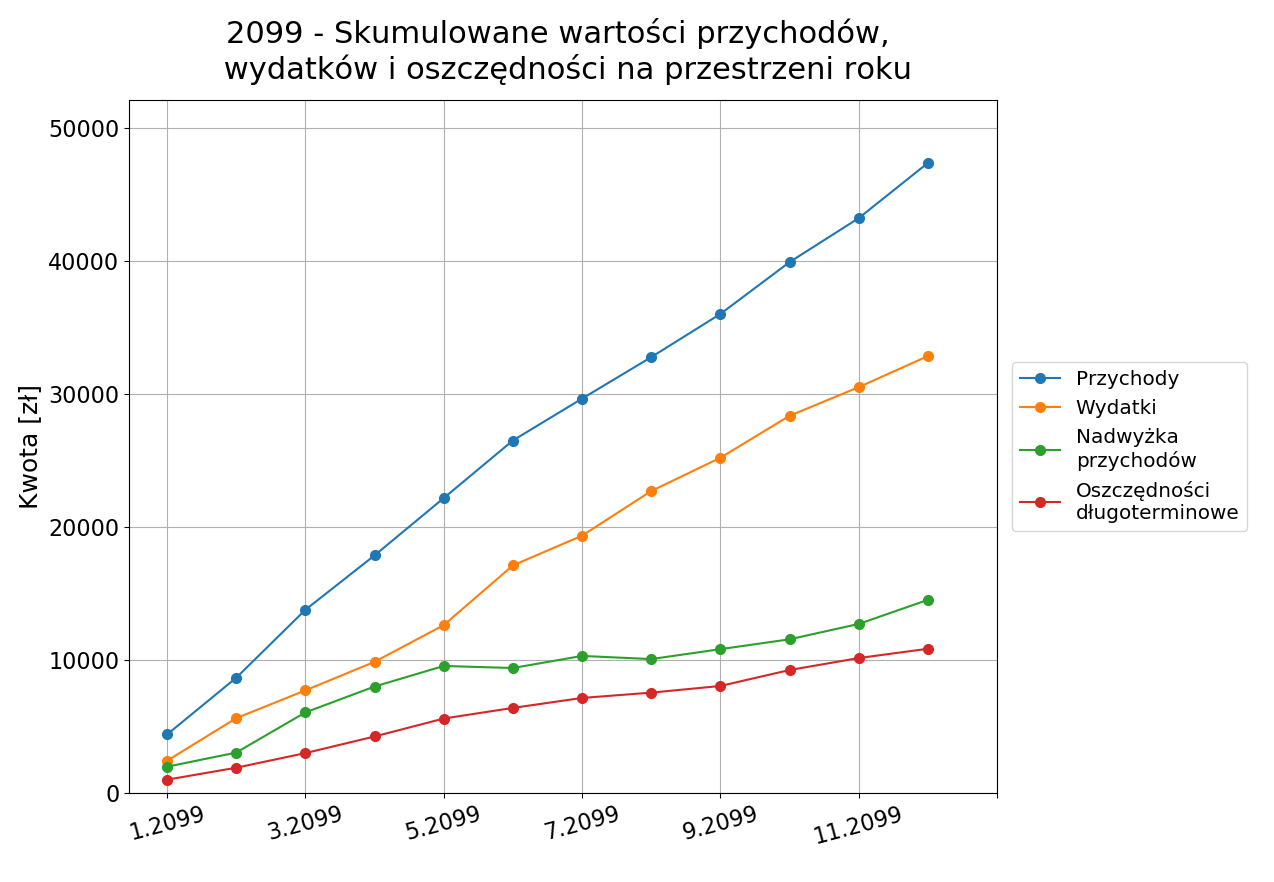 2099 - Skumulowane wartości przychodów,
wydatków i oszczędności na przestrzeni roku
50000
40000
30000
20000
10000
0
Kwota [zł]
1.2099
3.2099
5.2099
7.2099
9.2099
11.2099
Przychody
Wydatki
Nadwyżka
przychodów
Oszczędności
długoterminowe